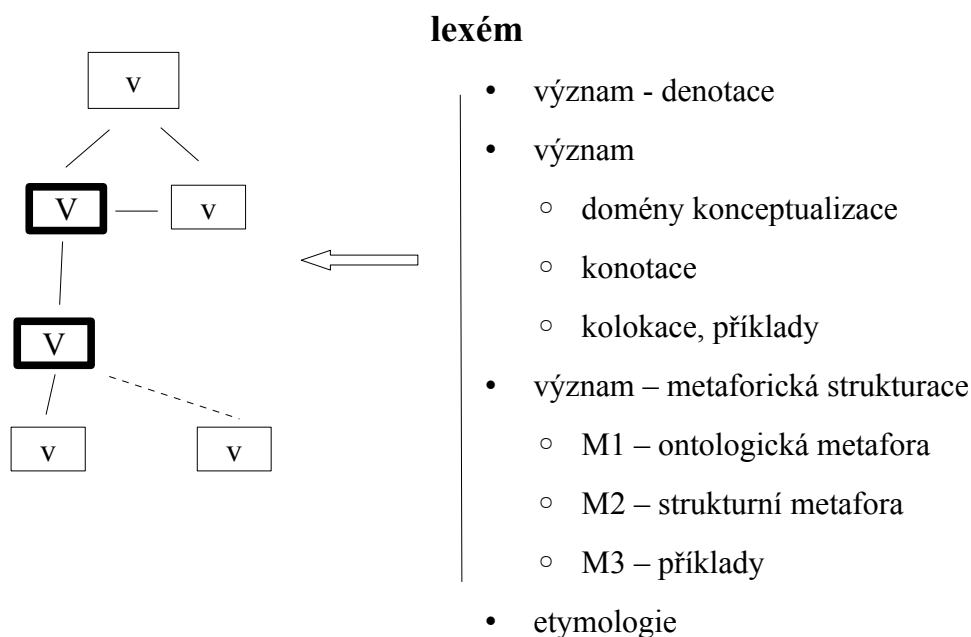 lexém
v
V
v
V
v
v
• význam - denotace
• význam
◦ domény konceptualizace
◦ konotace
◦ kolokace, příklady
• význam – metaforická strukturace
◦ M1 – ontologická metafora
◦ M2 – strukturní metafora
◦ M3 – příklady
• etymologie